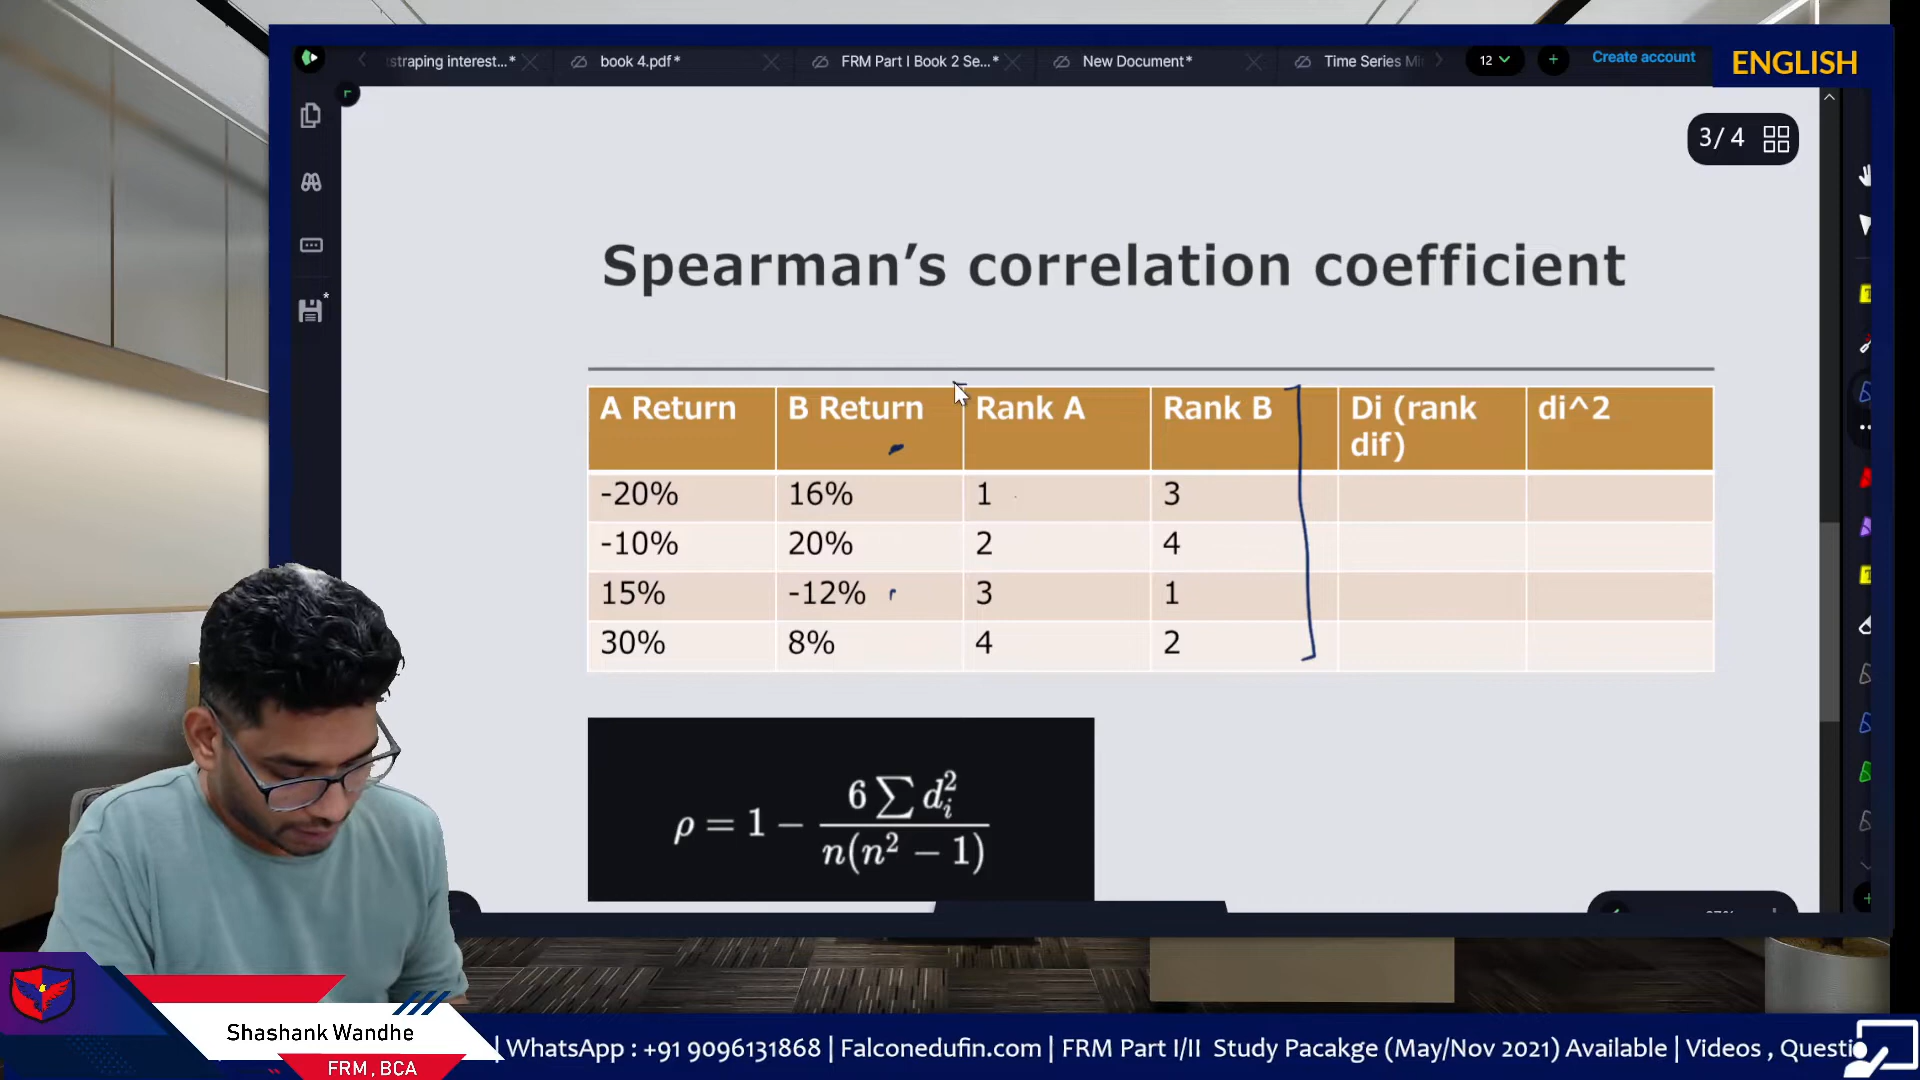 ENGLISH
straping interest...*
book 4.pdf*
FRM Part I Book 2 Se...*
New Document*
Time Series Mi
12
Create account
3/4
Spearman's correlation coefficient
A Return B Return Rank A Rank B Di (rank dif) di^2
-20% 16% 1 3
-10% 20% 2 4
15% -12% 3 1
30% 8% 4 2
ρ = 1 − 6 ∑ d_i^2 / n(n² − 1)
Shashank Wandhe
FRM, BCA
| WhatsApp : +91 9096131868 | Falconedufin.com | FRM Part I/II Study Pacakge (May/Nov 2021) Available | Videos , Questi